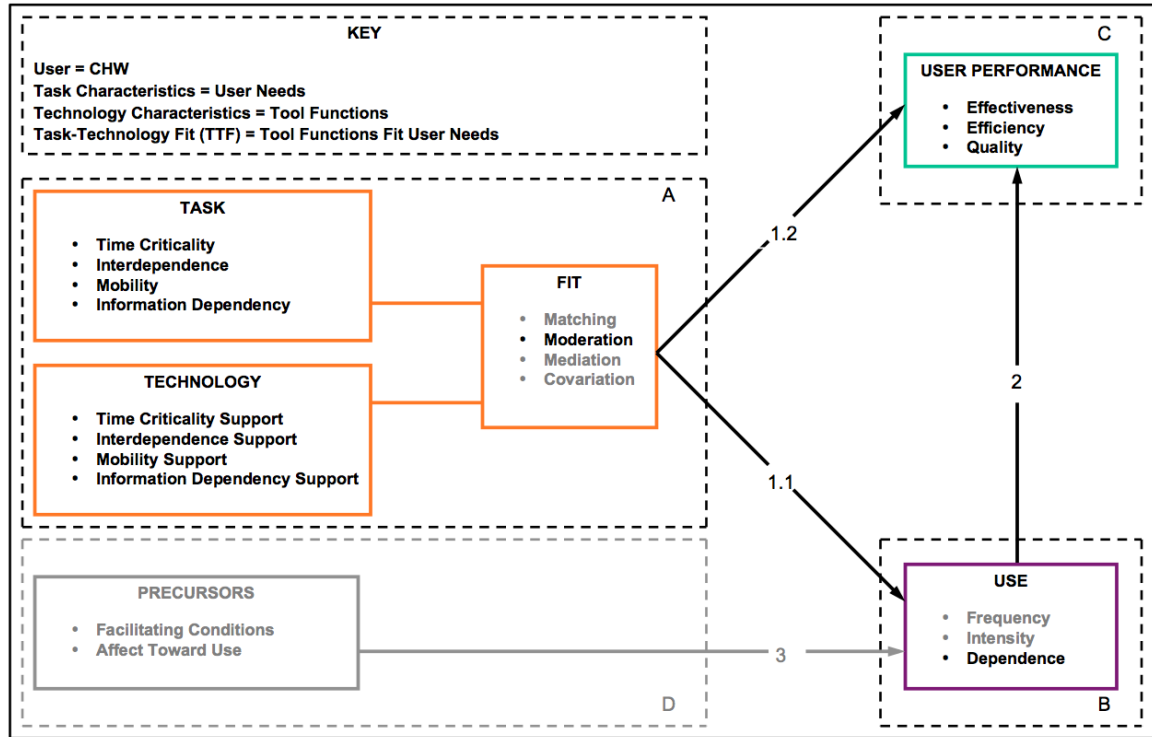 KEY
User = CHW
Task Characteristics = User Needs
Technology Characteristics = Tool Functions
Task-Technology Fit (TTF) = Tool Functions Fit User Needs
C
USER PERFORMANCE
• Effectiveness
• Efficiency
• Quality
A
TASK
• Time Criticality
• Interdependence
• Mobility
• Information Dependency
FIT
• Matching
• Moderation
• Mediation
• Covariation
TECHNOLOGY
• Time Criticality Support
• Interdependence Support
• Mobility Support
• Information Dependency Support
1.2
1.1
2
PRECURSORS
• Facilitating Conditions
• Affect Toward Use
D
3
USE
• Frequency
• Intensity
• Dependence
B